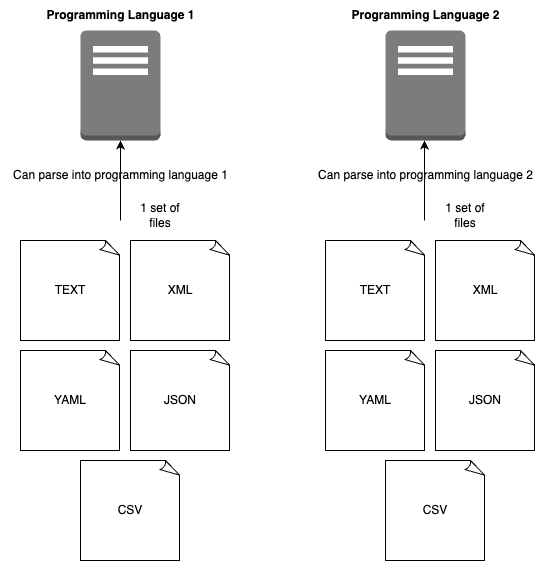 Programming Language 1
Programming Language 2
Can parse into programming language 1
Can parse into programming language 2
1 set of
files
1 set of
files
TEXT
XML
TEXT
XML
YAML
JSON
YAML
JSON
CSV
CSV